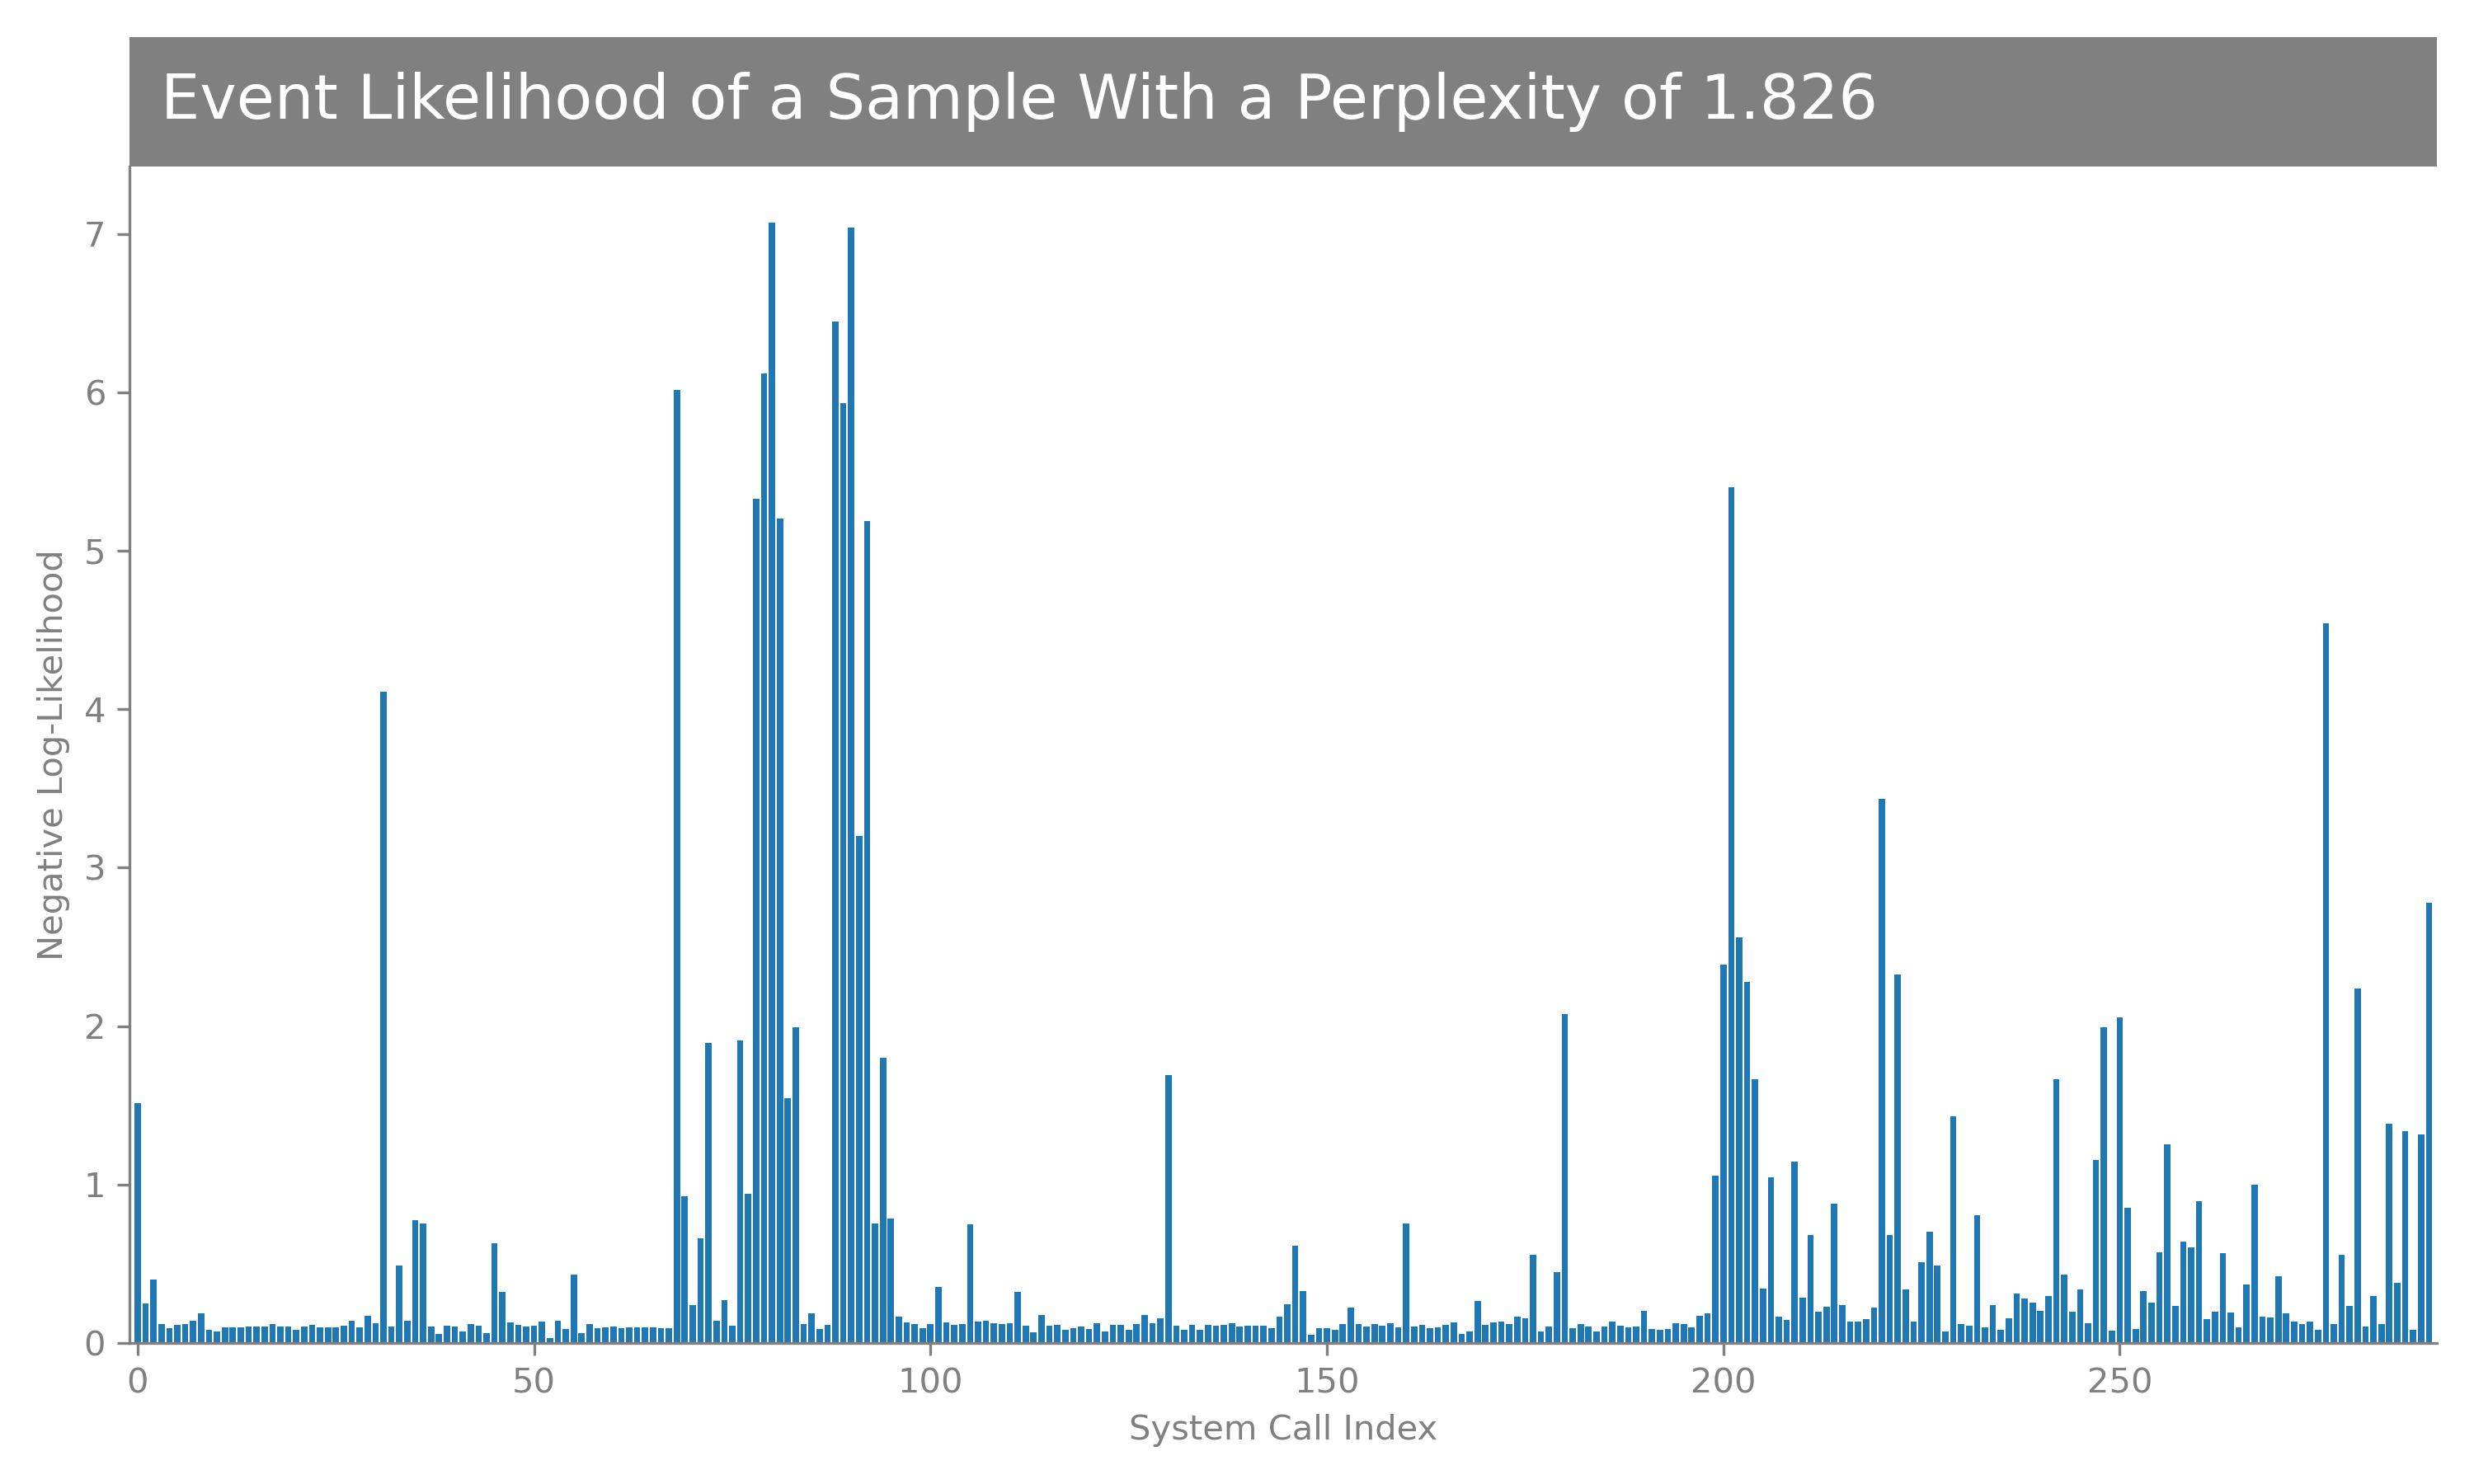 Event Likelihood of a Sample With a Perplexity of 1.826
7
6
5
4
3
2
1
0
Negative Log-Likelihood
0 50 100 150 200 250
System Call Index